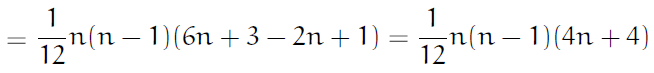 = 1/12 n(n − 1)(6n + 3 − 2n + 1) = 1/12 n(n − 1)(4n + 4)